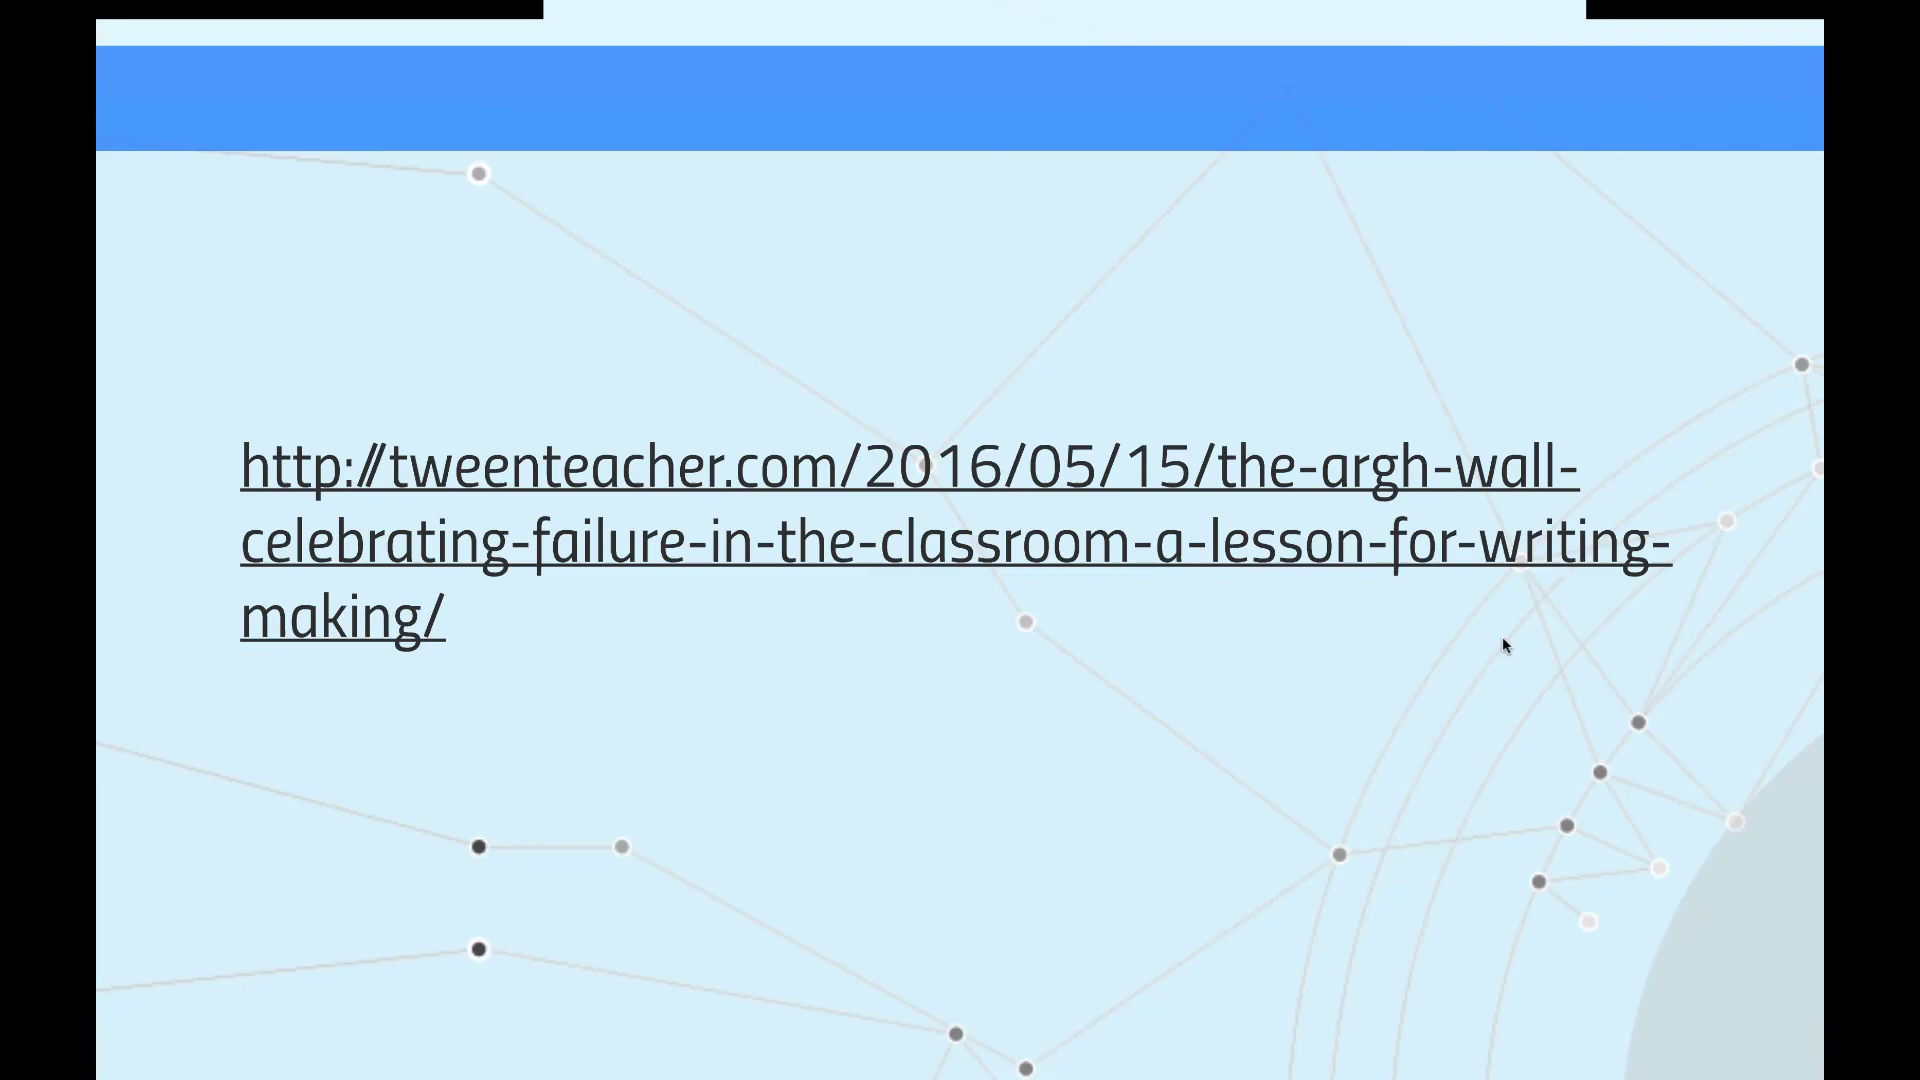 http://tweenteacher.com/2016/05/15/the-argh-wall-
celebrating-failure-in-the-classroom-a-lesson-for-writing-
making/